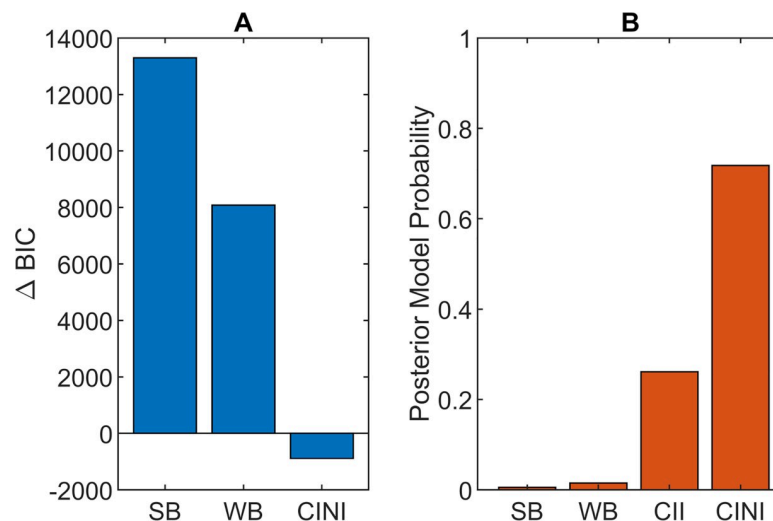 A
14000
12000
10000
8000
6000
4000
2000
0
-2000
Δ BIC
SB WB CINI
B
1
0.8
0.6
0.4
0.2
0
Posterior Model Probability
SB WB CII CINI